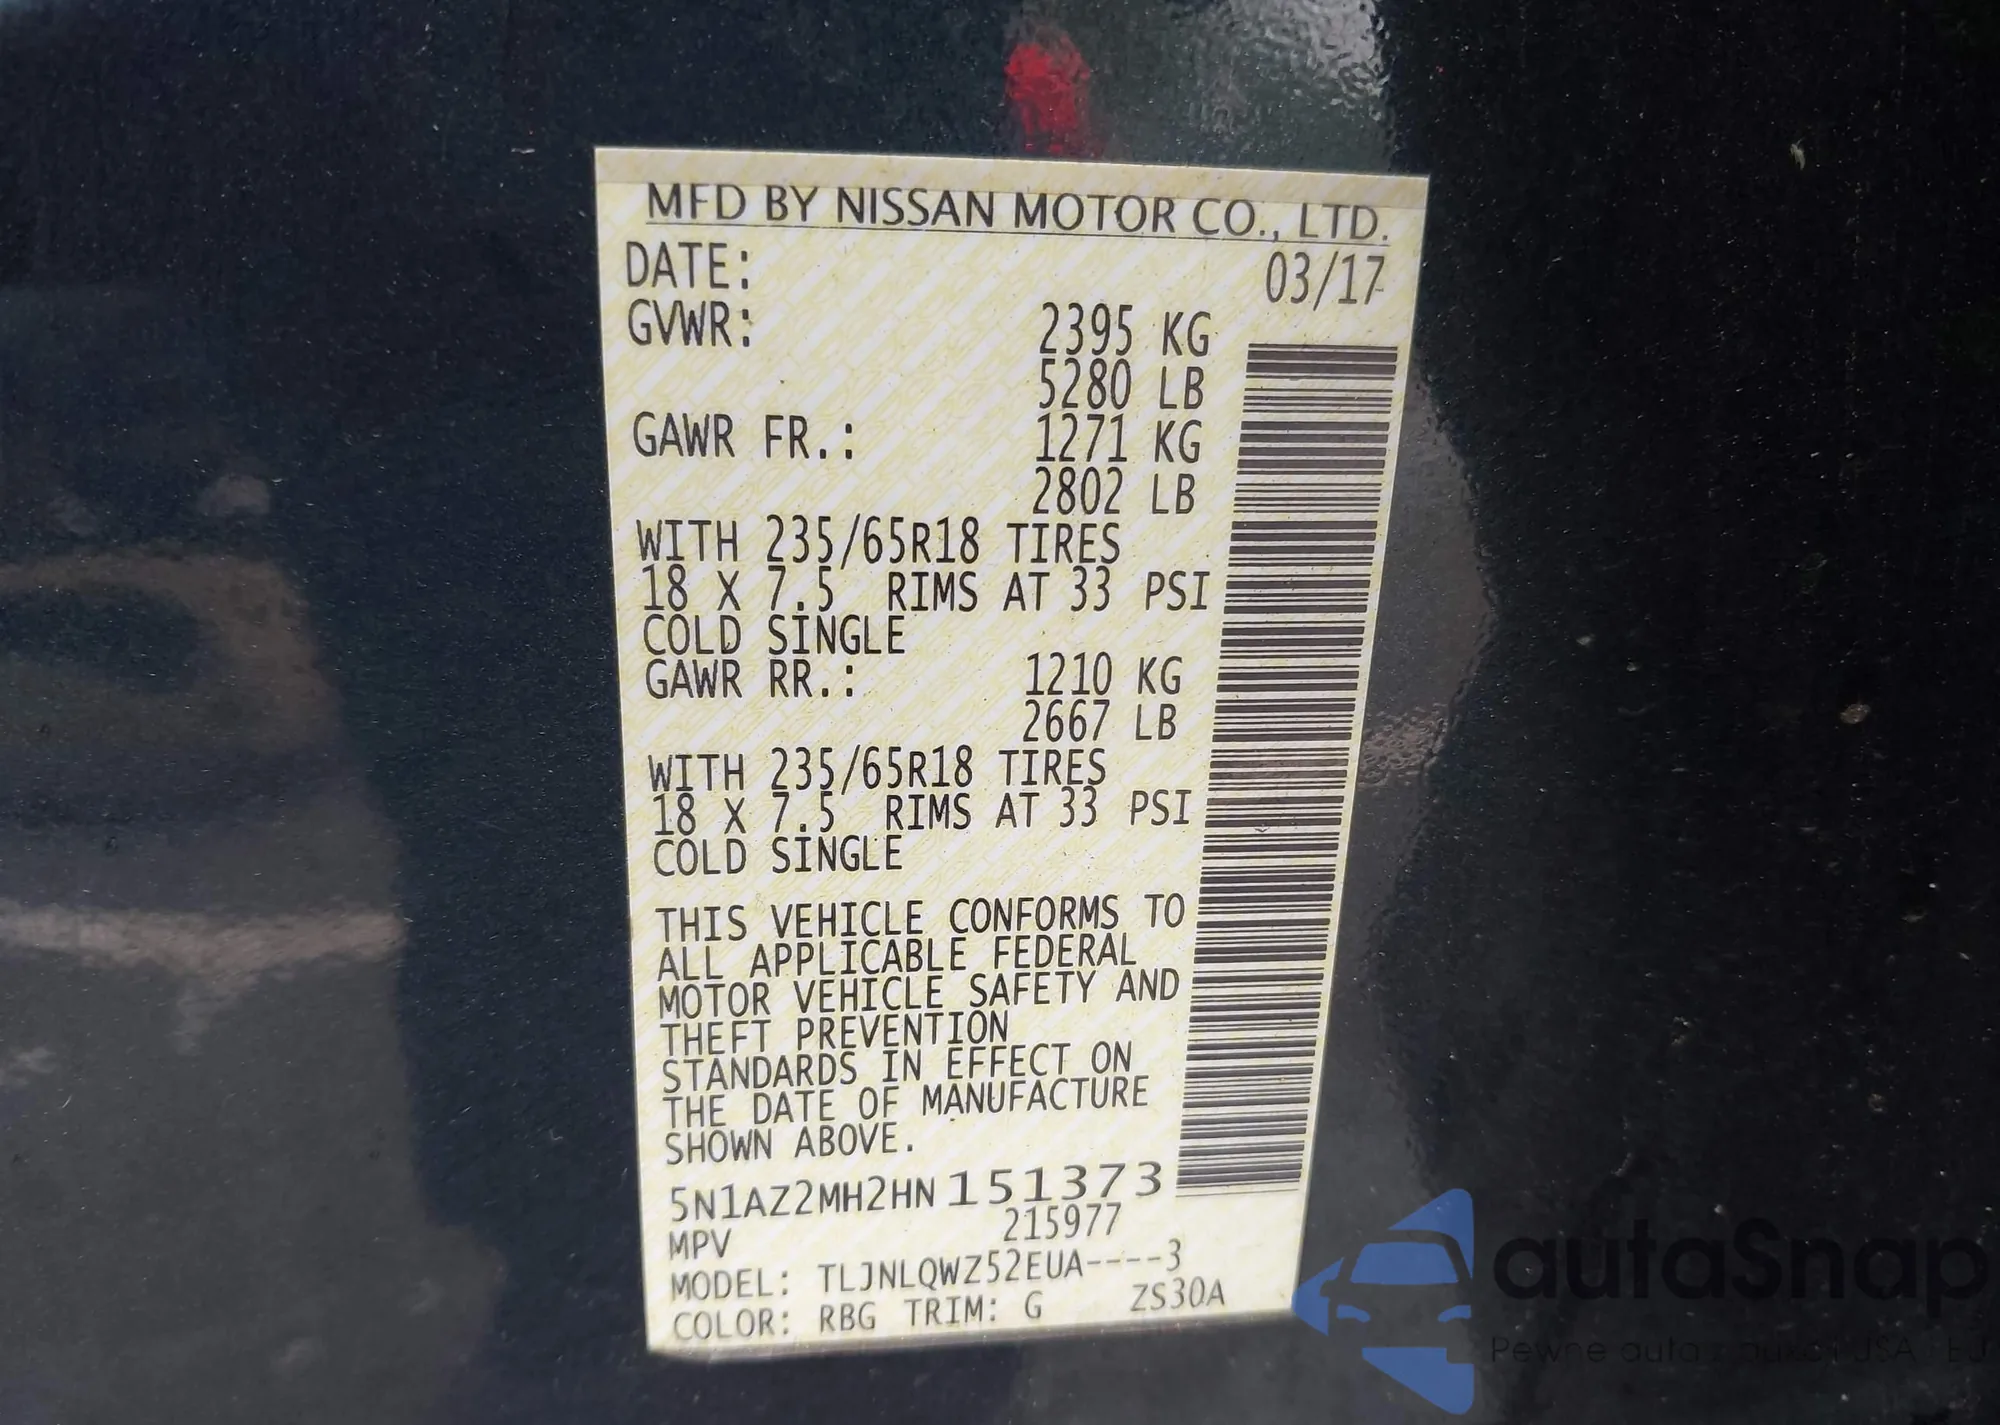 MFD BY NISSAN MOTOR CO., LTD.
DATE: 03/17
GVWR: 2395 KG
5280 LB
GAWR FR.: 1271 KG
2802 LB
WITH 235/65R18 TIRES
18 X 7.5 RIMS AT 33 PSI
COLD SINGLE
GAWR RR.: 1210 KG
2667 LB
WITH 235/65R18 TIRES
18 X 7.5 RIMS AT 33 PSI
COLD SINGLE
THIS VEHICLE CONFORMS TO
ALL APPLICABLE FEDERAL
MOTOR VEHICLE SAFETY AND
THEFT PREVENTION
STANDARDS IN EFFECT ON
THE DATE OF MANUFACTURE
SHOWN ABOVE.
5N1AZ2MH2HN151373
MPV 215977
MODEL: TLJNLQWZ52EUA----3
COLOR: RBG TRIM: G ZS30A
autaSnap
Pewne auta